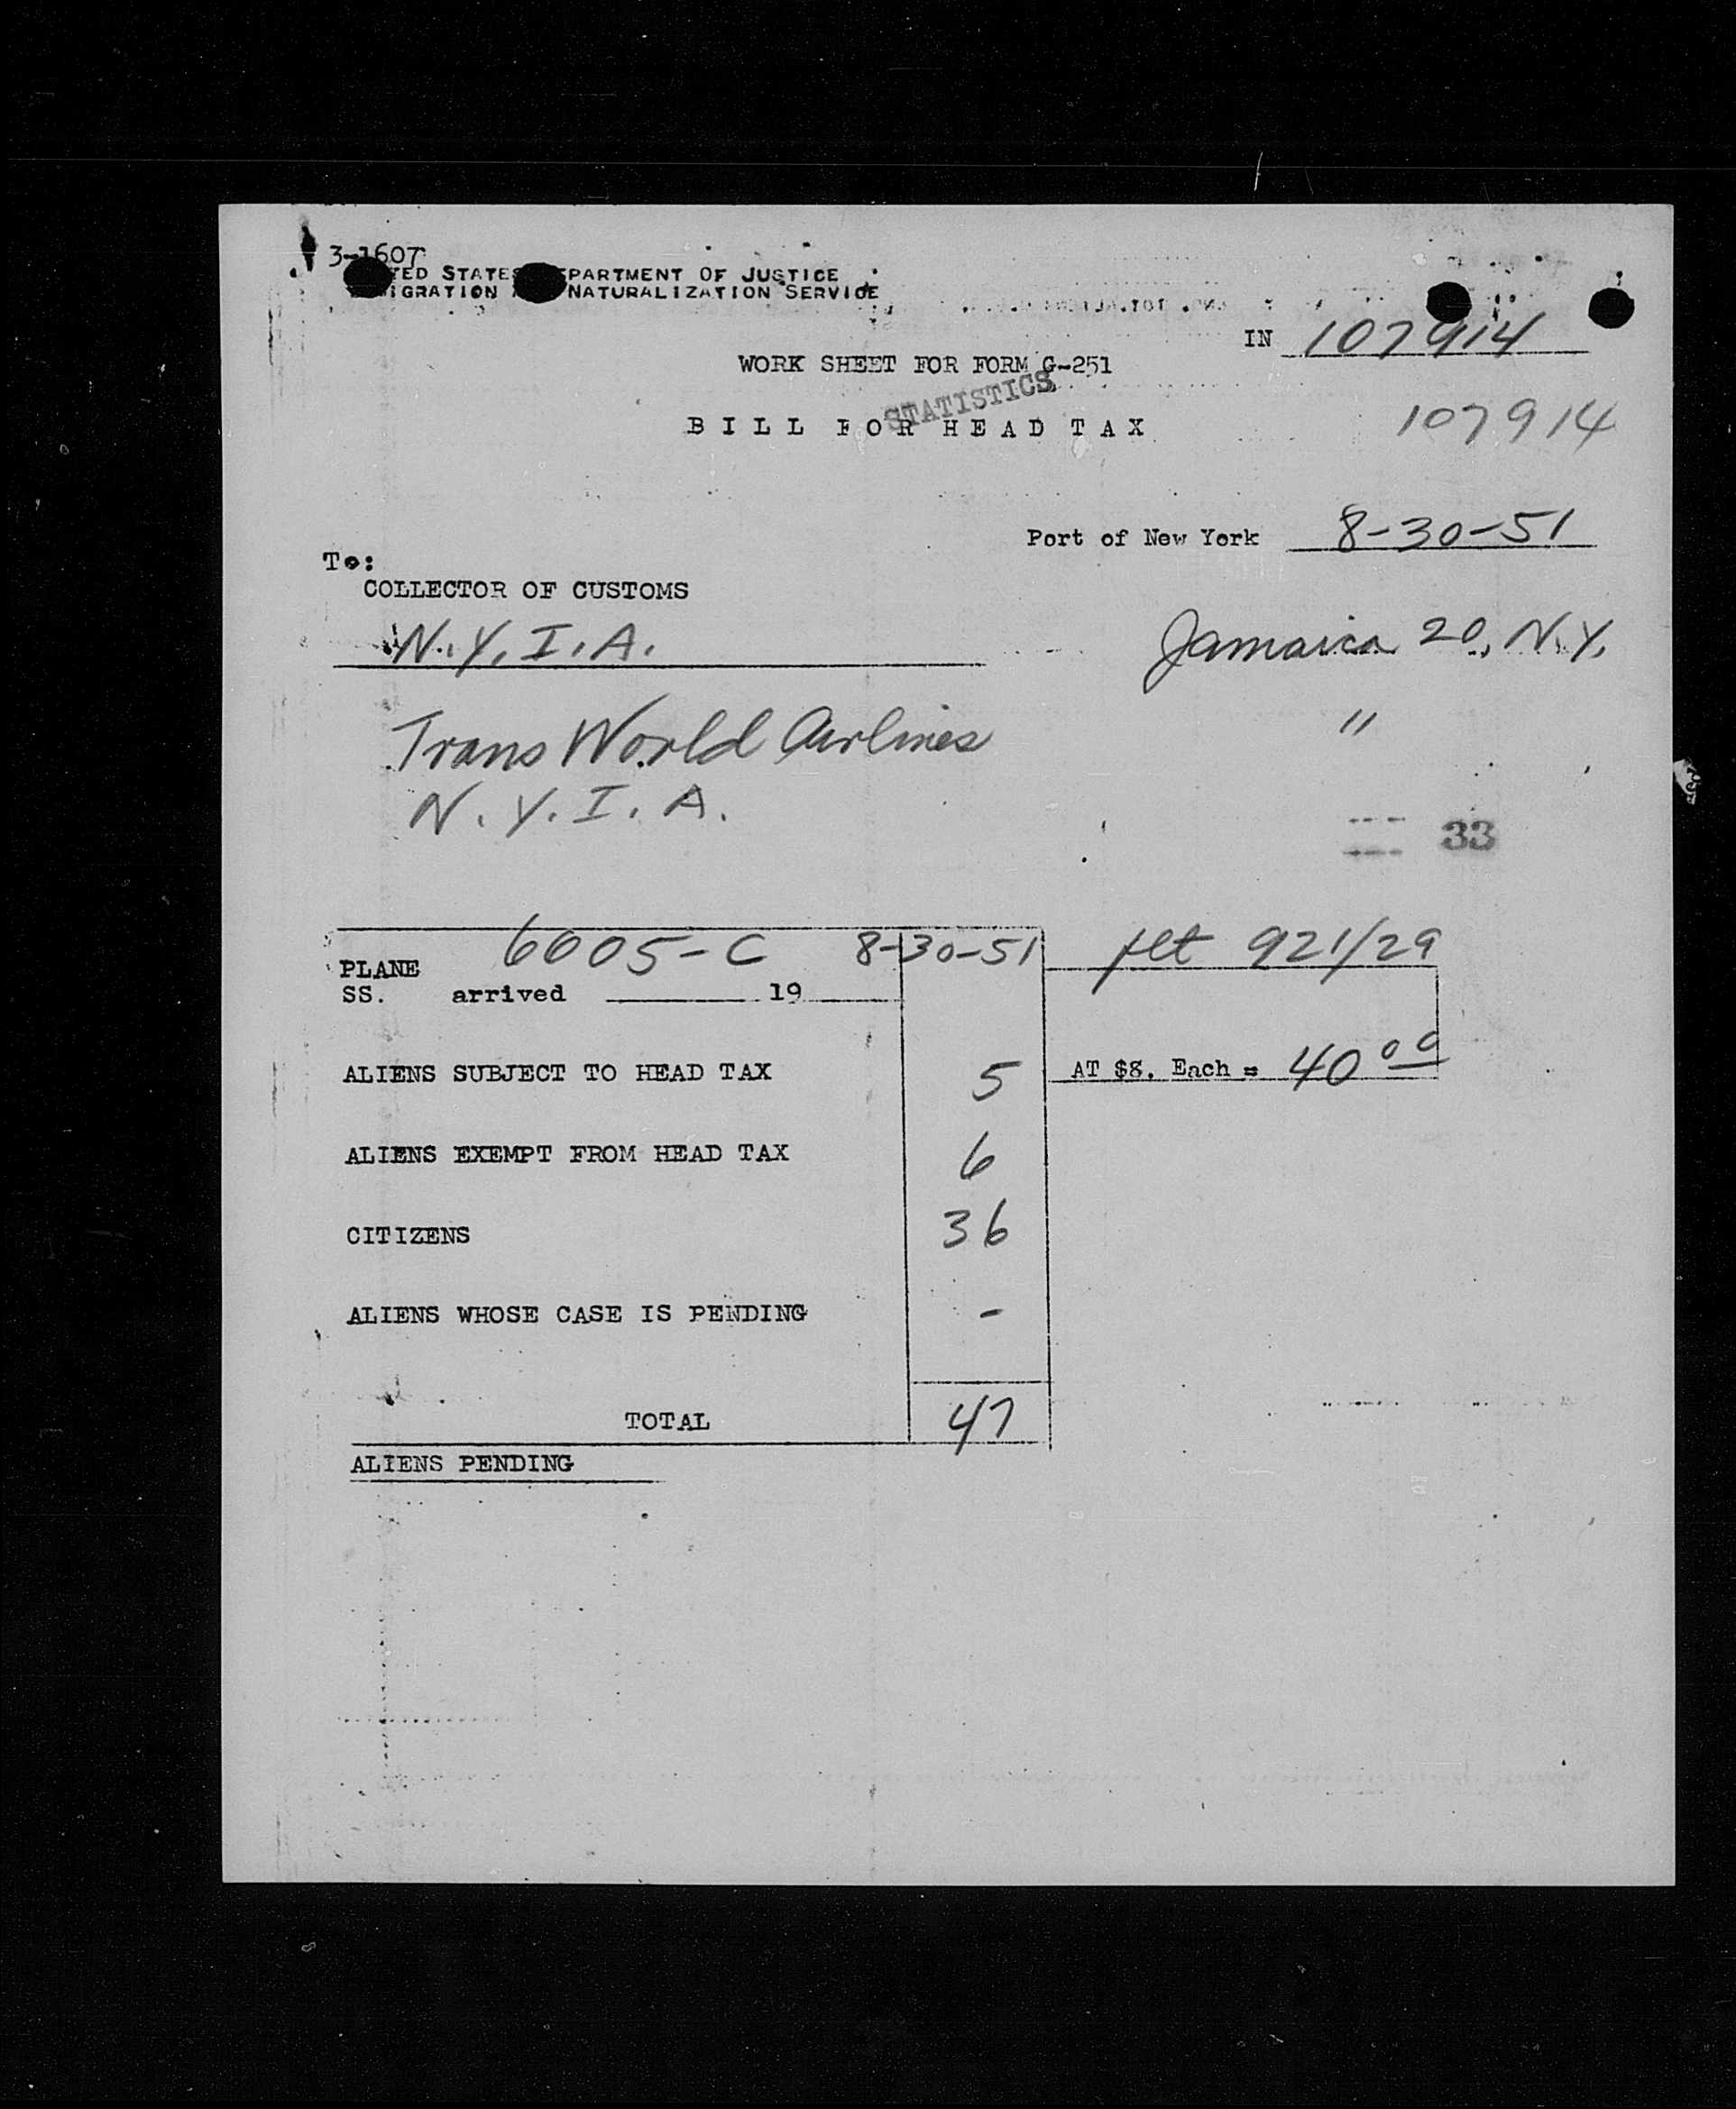 3-1607
TED STATES EPARTMENT OF JUSTICE
IGRATION NATURALIZATION SERVICE
IN 107914
WORK SHEET FOR FORM G-251
STATISTICS
BILL FOR HEAD TAX
107914
Port of New York 8-30-51
To:
COLLECTOR OF CUSTOMS
N.Y.I.A. Jamaica 20, N.Y.
Trans World Airlines "
N.Y.I.A.
33
6005-C 8-30-51 flt 921/29
PLANE
SS. arrived 19
ALIENS SUBJECT TO HEAD TAX 5 AT $8. Each = 40 00
ALIENS EXEMPT FROM HEAD TAX 6
CITIZENS 36
ALIENS WHOSE CASE IS PENDING -
TOTAL 47
ALIENS PENDING